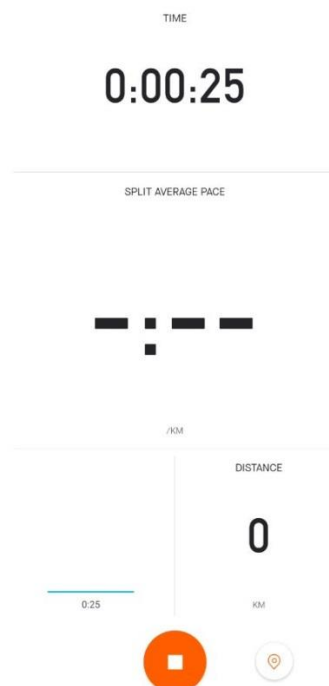 TIME
0:00:25
SPLIT AVERAGE PACE
-:--
/KM
DISTANCE
0
0:25
KM